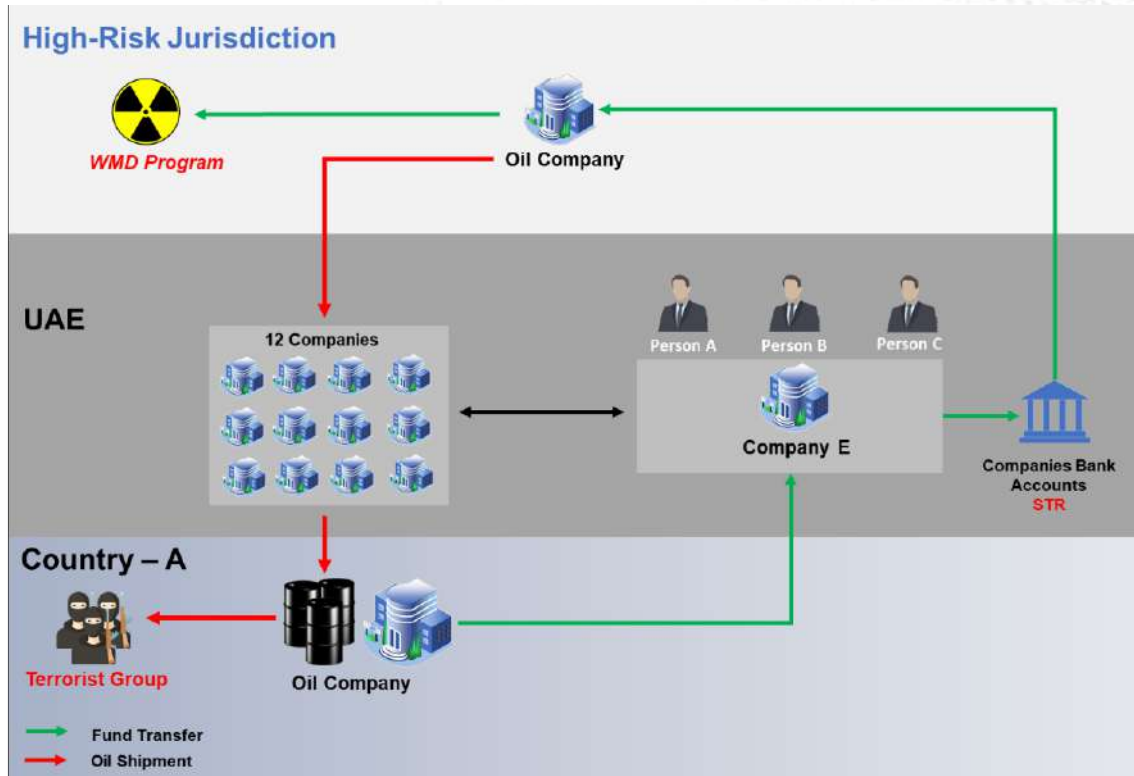 High-Risk Jurisdiction
WMD Program
Oil Company
UAE
12 Companies
Person A
Person B
Person C
Company E
Companies Bank
Accounts
STR
Country – A
Terrorist Group
Oil Company
Fund Transfer
Oil Shipment